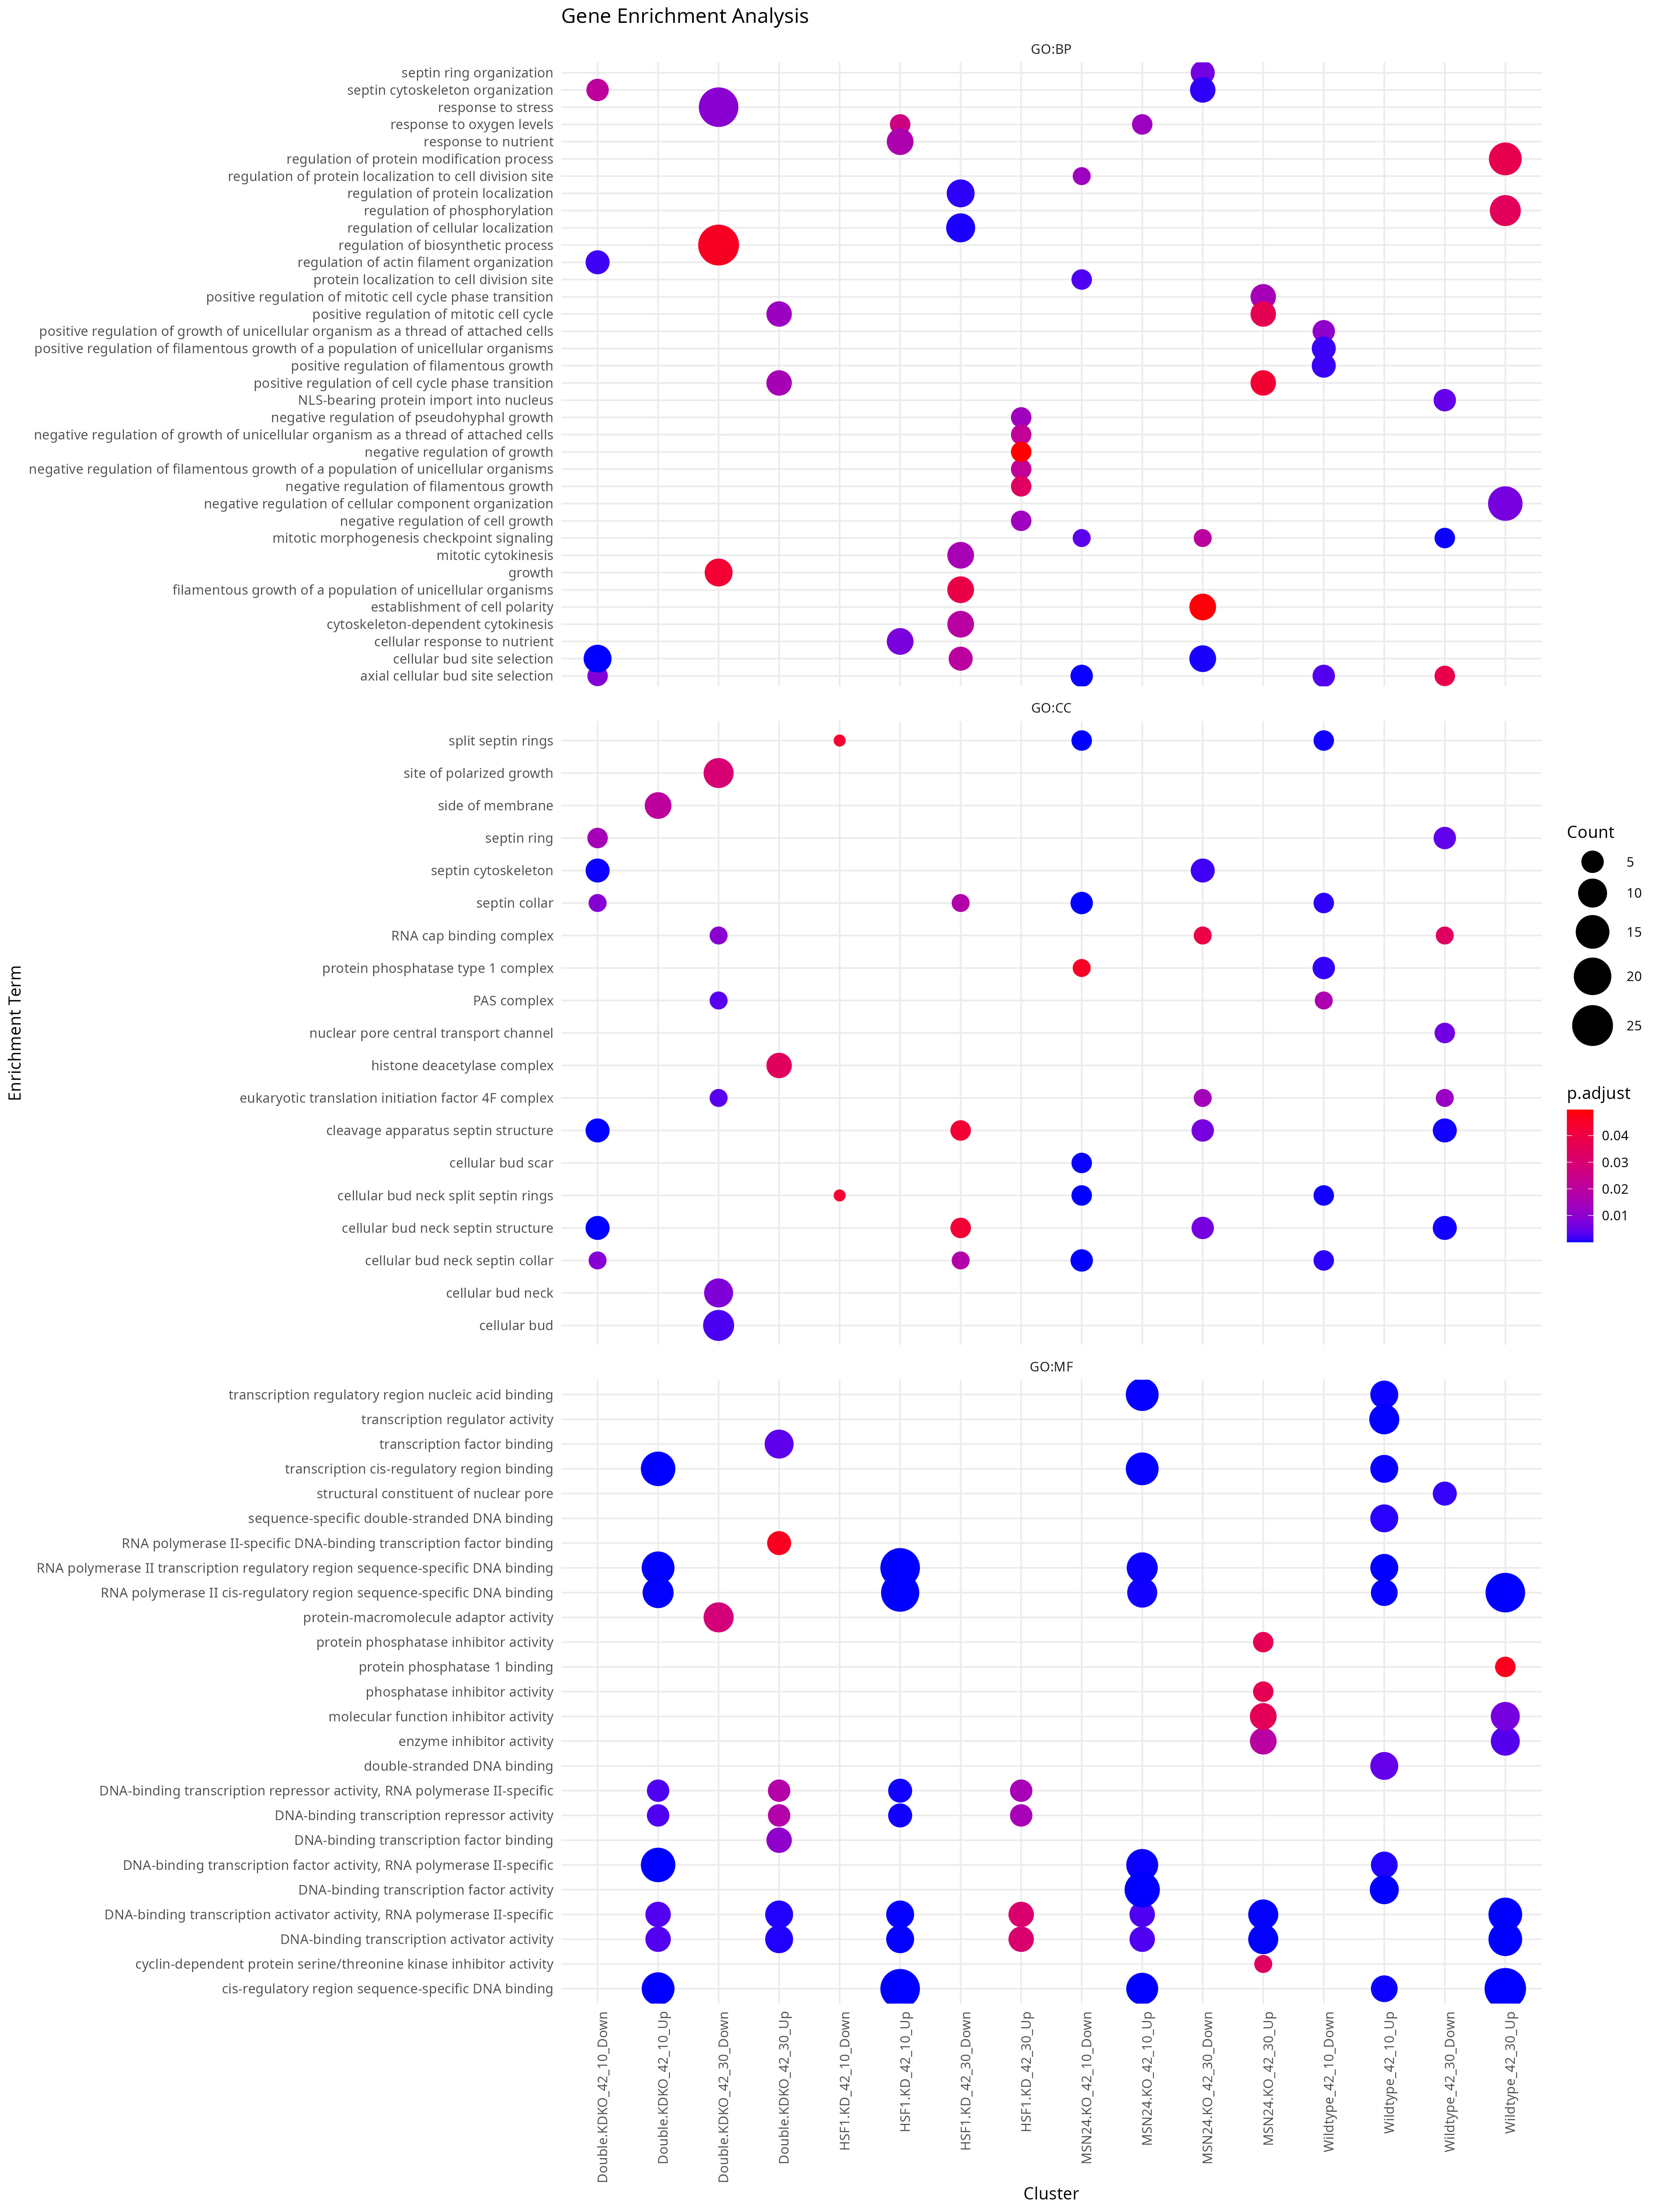 Gene Enrichment Analysis
GO:BP
septin ring organization
septin cytoskeleton organization
response to stress
response to oxygen levels
response to nutrient
regulation of protein modification process
regulation of protein localization to cell division site
regulation of protein localization
regulation of phosphorylation
regulation of cellular localization
regulation of biosynthetic process
regulation of actin filament organization
protein localization to cell division site
positive regulation of mitotic cell cycle phase transition
positive regulation of mitotic cell cycle
positive regulation of growth of unicellular organism as a thread of attached cells
positive regulation of filamentous growth of a population of unicellular organisms
positive regulation of filamentous growth
positive regulation of cell cycle phase transition
NLS-bearing protein import into nucleus
negative regulation of pseudohyphal growth
negative regulation of growth of unicellular organism as a thread of attached cells
negative regulation of growth
negative regulation of filamentous growth of a population of unicellular organisms
negative regulation of filamentous growth
negative regulation of cellular component organization
negative regulation of cell growth
mitotic morphogenesis checkpoint signaling
mitotic cytokinesis
growth
filamentous growth of a population of unicellular organisms
establishment of cell polarity
cytoskeleton-dependent cytokinesis
cellular response to nutrient
cellular bud site selection
axial cellular bud site selection
GO:CC
split septin rings
site of polarized growth
side of membrane
septin ring
septin cytoskeleton
septin collar
RNA cap binding complex
protein phosphatase type 1 complex
PAS complex
nuclear pore central transport channel
histone deacetylase complex
eukaryotic translation initiation factor 4F complex
cleavage apparatus septin structure
cellular bud scar
cellular bud neck split septin rings
cellular bud neck septin structure
cellular bud neck septin collar
cellular bud neck
cellular bud
GO:MF
transcription regulatory region nucleic acid binding
transcription regulator activity
transcription factor binding
transcription cis-regulatory region binding
structural constituent of nuclear pore
sequence-specific double-stranded DNA binding
RNA polymerase II-specific DNA-binding transcription factor binding
RNA polymerase II transcription regulatory region sequence-specific DNA binding
RNA polymerase II cis-regulatory region sequence-specific DNA binding
protein-macromolecule adaptor activity
protein phosphatase inhibitor activity
protein phosphatase 1 binding
phosphatase inhibitor activity
molecular function inhibitor activity
enzyme inhibitor activity
double-stranded DNA binding
DNA-binding transcription repressor activity, RNA polymerase II-specific
DNA-binding transcription repressor activity
DNA-binding transcription factor binding
DNA-binding transcription factor activity, RNA polymerase II-specific
DNA-binding transcription factor activity
DNA-binding transcription activator activity, RNA polymerase II-specific
DNA-binding transcription activator activity
cyclin-dependent protein serine/threonine kinase inhibitor activity
cis-regulatory region sequence-specific DNA binding
Enrichment Term
Double.KDKO_42_10_Down
Double.KDKO_42_10_Up
Double.KDKO_42_30_Down
Double.KDKO_42_30_Up
HSF1.KD_42_10_Down
HSF1.KD_42_10_Up
HSF1.KD_42_30_Down
HSF1.KD_42_30_Up
MSN24.KO_42_10_Down
MSN24.KO_42_10_Up
MSN24.KO_42_30_Down
MSN24.KO_42_30_Up
Wildtype_42_10_Down
Wildtype_42_10_Up
Wildtype_42_30_Down
Wildtype_42_30_Up
Cluster
Count
5
10
15
20
25
p.adjust
0.04
0.03
0.02
0.01